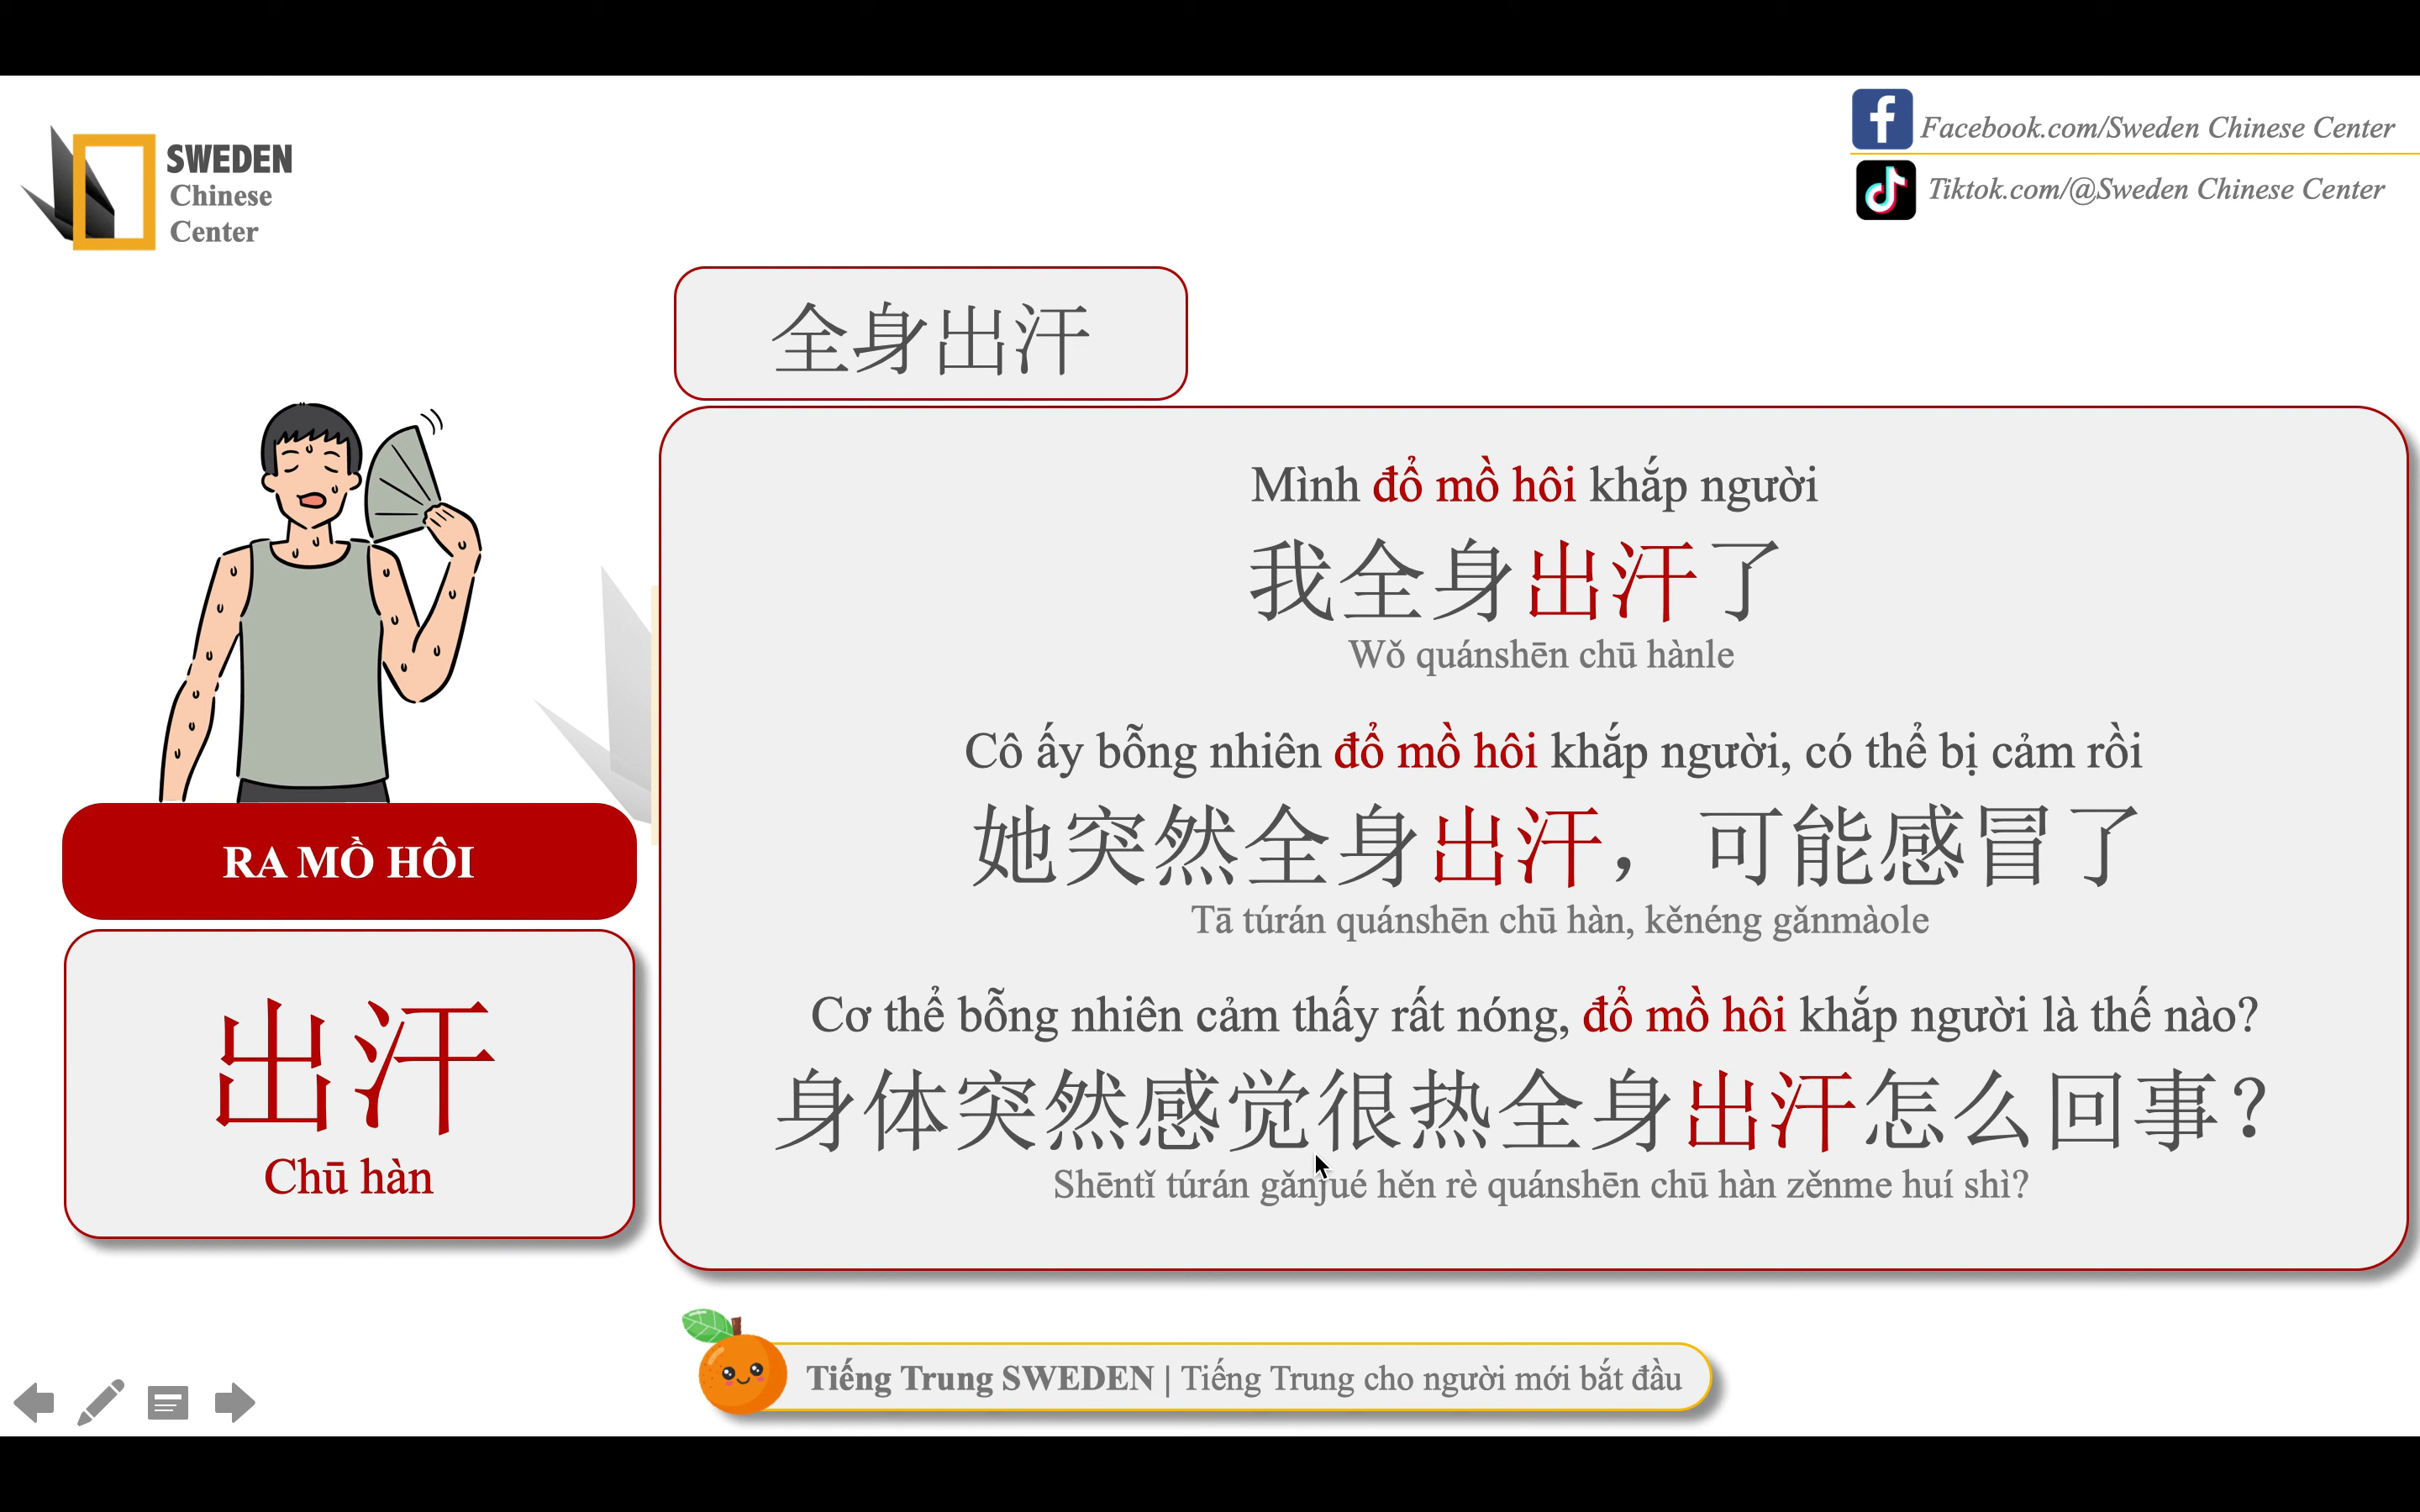 SWEDEN
Chinese
Center
Facebook.com/Sweden Chinese Center
Tiktok.com/@Sweden Chinese Center
全身出汗
Mình đổ mồ hôi khắp người
我全身出汗了
Wǒ quánshēn chū hànle
Cô ấy bỗng nhiên đổ mồ hôi khắp người, có thể bị cảm rồi
她突然全身出汗，可能感冒了
Tā túrán quánshēn chū hàn, kěnéng gǎnmàole
Cơ thể bỗng nhiên cảm thấy rất nóng, đổ mồ hôi khắp người là thế nào?
身体突然感觉很热全身出汗怎么回事？
Shēntǐ túrán gǎnjué hěn rè quánshēn chū hàn zěnme huí shì?
RA MỒ HÔI
出汗
Chū hàn
Tiếng Trung SWEDEN | Tiếng Trung cho người mới bắt đầu